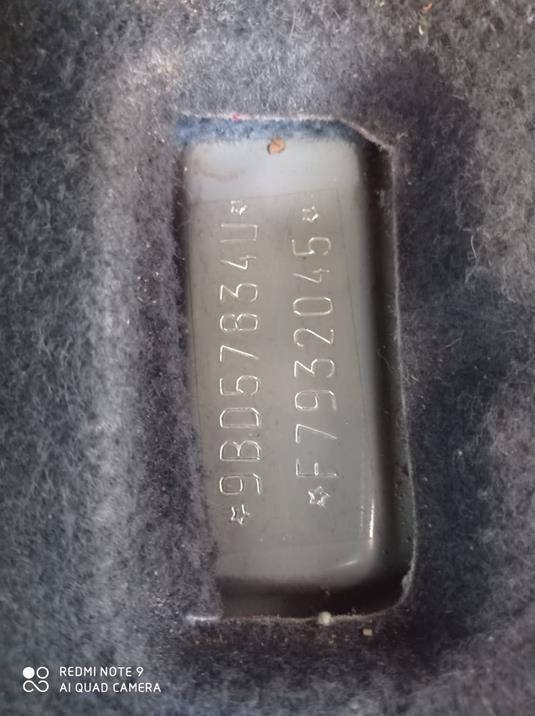 *9BD57834U*
*F7932045*
REDMI NOTE 9
AI QUAD CAMERA